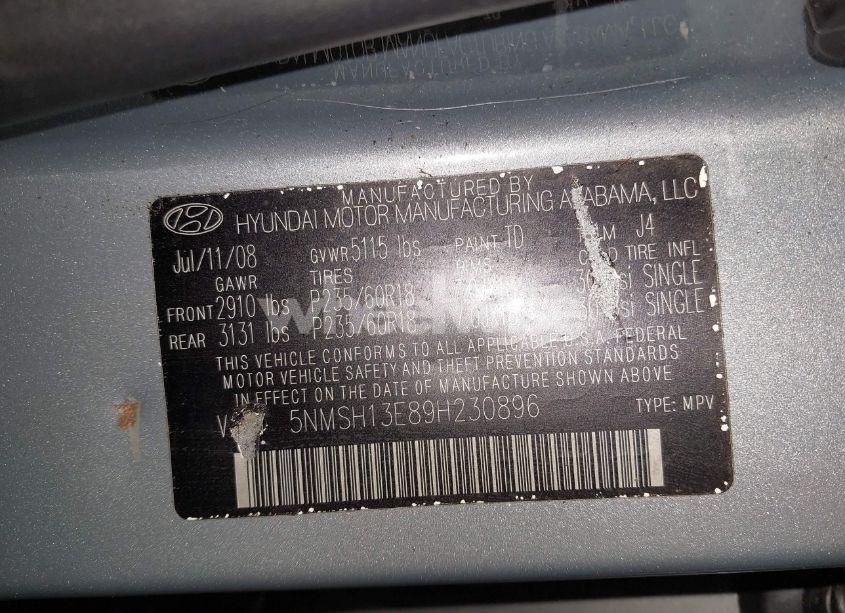 MANUFACTURED BY
HYUNDAI MOTOR MANUFACTURING ALABAMA, LLC
Jul/11/08 GVWR 5115 lbs PAINT TD J4
GAWR TIRES TIRE INFL
FRONT 2910 lbs P235/60R18 SINGLE
REAR 3131 lbs P235/60R18 SINGLE
THIS VEHICLE CONFORMS TO ALL APPLICABLE U.S.A. FEDERAL
MOTOR VEHICLE SAFETY AND THEFT PREVENTION STANDARDS
IN EFFECT ON THE DATE OF MANUFACTURE SHOWN ABOVE.
5NMSH13E89H230896 TYPE: MPV